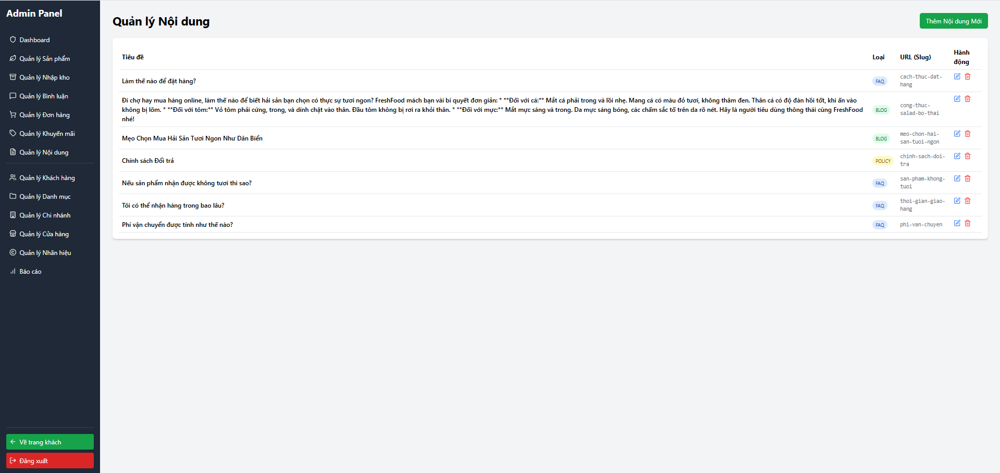 Admin Panel
Dashboard
Quản lý Sản phẩm
Quản lý Nhập kho
Quản lý Bình luận
Quản lý Đơn hàng
Quản lý Khuyến mãi
Quản lý Nội dung
Quản lý Khách hàng
Quản lý Danh mục
Quản lý Chi nhánh
Quản lý Cửa hàng
Quản lý Nhãn hiệu
Báo cáo
Về trang khách
Đăng xuất
Quản lý Nội dung
Thêm Nội dung Mới
Tiêu đề
Loại
URL (Slug)
Hành
động
Làm thế nào để đặt hàng?
FAQ
cach-thuc-dat-
hang
Đi chợ hay mua hàng online, làm thế nào để biết hải sản bạn chọn có thực sự tươi ngon? FreshFood mách bạn vài bí quyết đơn giản: * **Đối với cá:** Mắt cá phải trong và lồi nhẹ. Mang cá có màu đỏ tươi, không thâm đen. Thân cá có độ đàn hồi tốt, khi ấn vào
không bị lõm. * **Đối với tôm:** Vỏ tôm phải cứng, trong, và dính chặt vào thân. Đầu tôm không bị rơi ra khỏi thân. * **Đối với mực:** Mắt mực sáng và trong. Da mực sáng bóng, các chấm sắc tố trên da rõ nét. Hãy là người tiêu dùng thông thái cùng FreshFood
nhé!
BLOG
cong-thuc-
salad-bo-thai
Mẹo Chọn Mua Hải Sản Tươi Ngon Như Dân Biển
BLOG
meo-chon-hai-
san-tuoi-ngon
Chính sách Đổi trả
POLICY
chinh-sach-doi-
tra
Nếu sản phẩm nhận được không tươi thì sao?
FAQ
san-pham-khong-
tuoi
Tôi có thể nhận hàng trong bao lâu?
FAQ
thoi-gian-giao-
hang
Phí vận chuyển được tính như thế nào?
FAQ
phi-van-chuyen